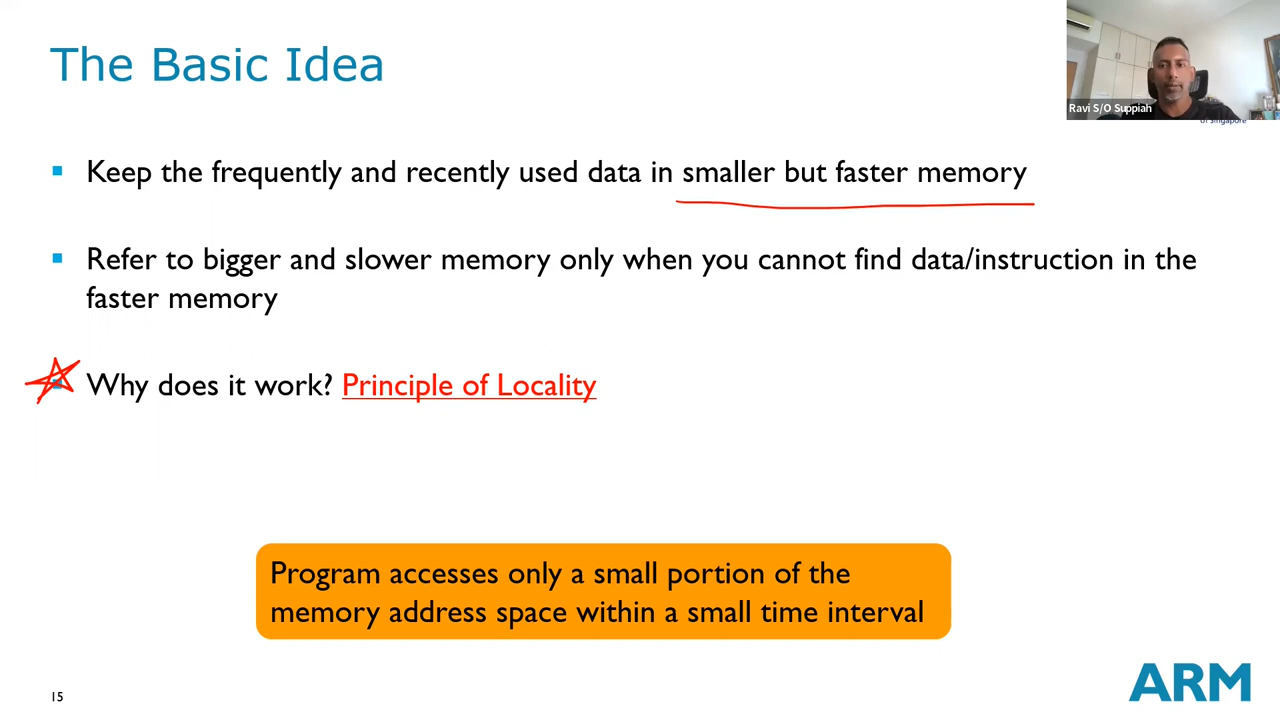 The Basic Idea
Ravi S/O Suppiah
of Singapore
Keep the frequently and recently used data in smaller but faster memory
Refer to bigger and slower memory only when you cannot find data/instruction in the
faster memory
Why does it work? Principle of Locality
Program accesses only a small portion of the
memory address space within a small time interval
15
ARM